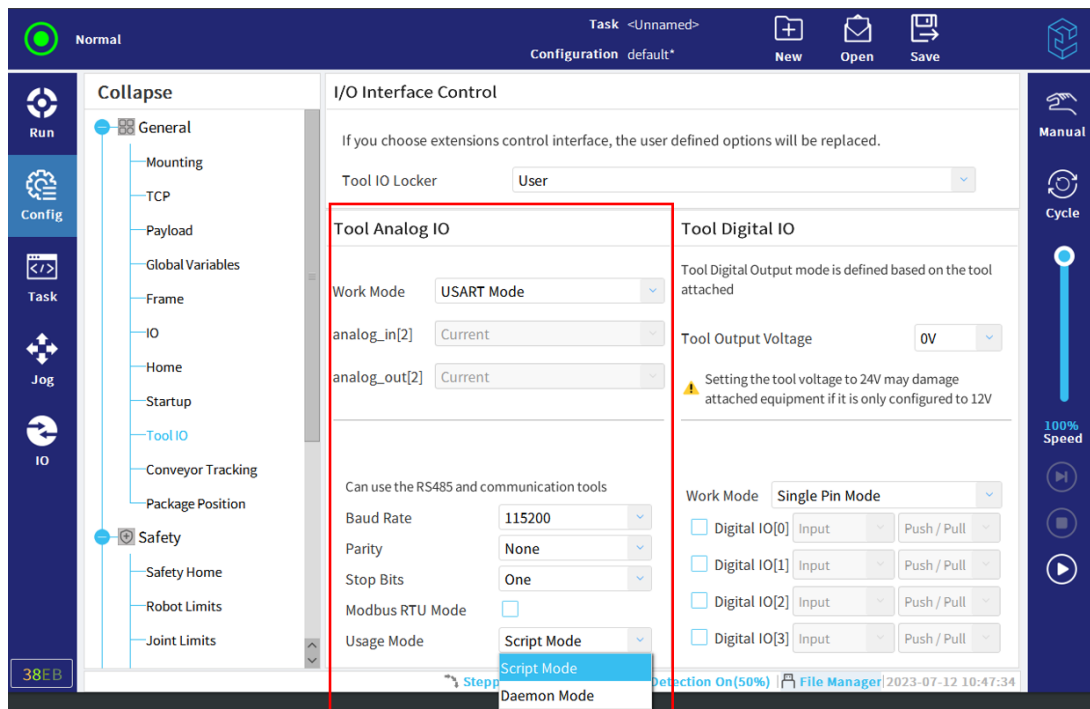 Normal
Task <Unnamed>
Configuration default*
New
Open
Save
Run
Config
Task
Jog
IO
38EB
Collapse
General
Mounting
TCP
Payload
Global Variables
Frame
IO
Home
Startup
Tool IO
Conveyor Tracking
Package Position
Safety
Safety Home
Robot Limits
Joint Limits
I/O Interface Control
If you choose extensions control interface, the user defined options will be replaced.
Tool IO Locker User
Tool Analog IO
Work Mode USART Mode
analog_in[2] Current
analog_out[2] Current
Can use the RS485 and communication tools
Baud Rate 115200
Parity None
Stop Bits One
Modbus RTU Mode
Usage Mode Script Mode
Script Mode
Daemon Mode
Tool Digital IO
Tool Digital Output mode is defined based on the tool
attached
Tool Output Voltage 0V
Setting the tool voltage to 24V may damage
attached equipment if it is only configured to 12V
Work Mode Single Pin Mode
Digital IO[0] Input Push / Pull
Digital IO[1] Input Push / Pull
Digital IO[2] Input Push / Pull
Digital IO[3] Input Push / Pull
On(50%) File Manager 2023-07-12 10:47:34
Manual
Cycle
100%
Speed